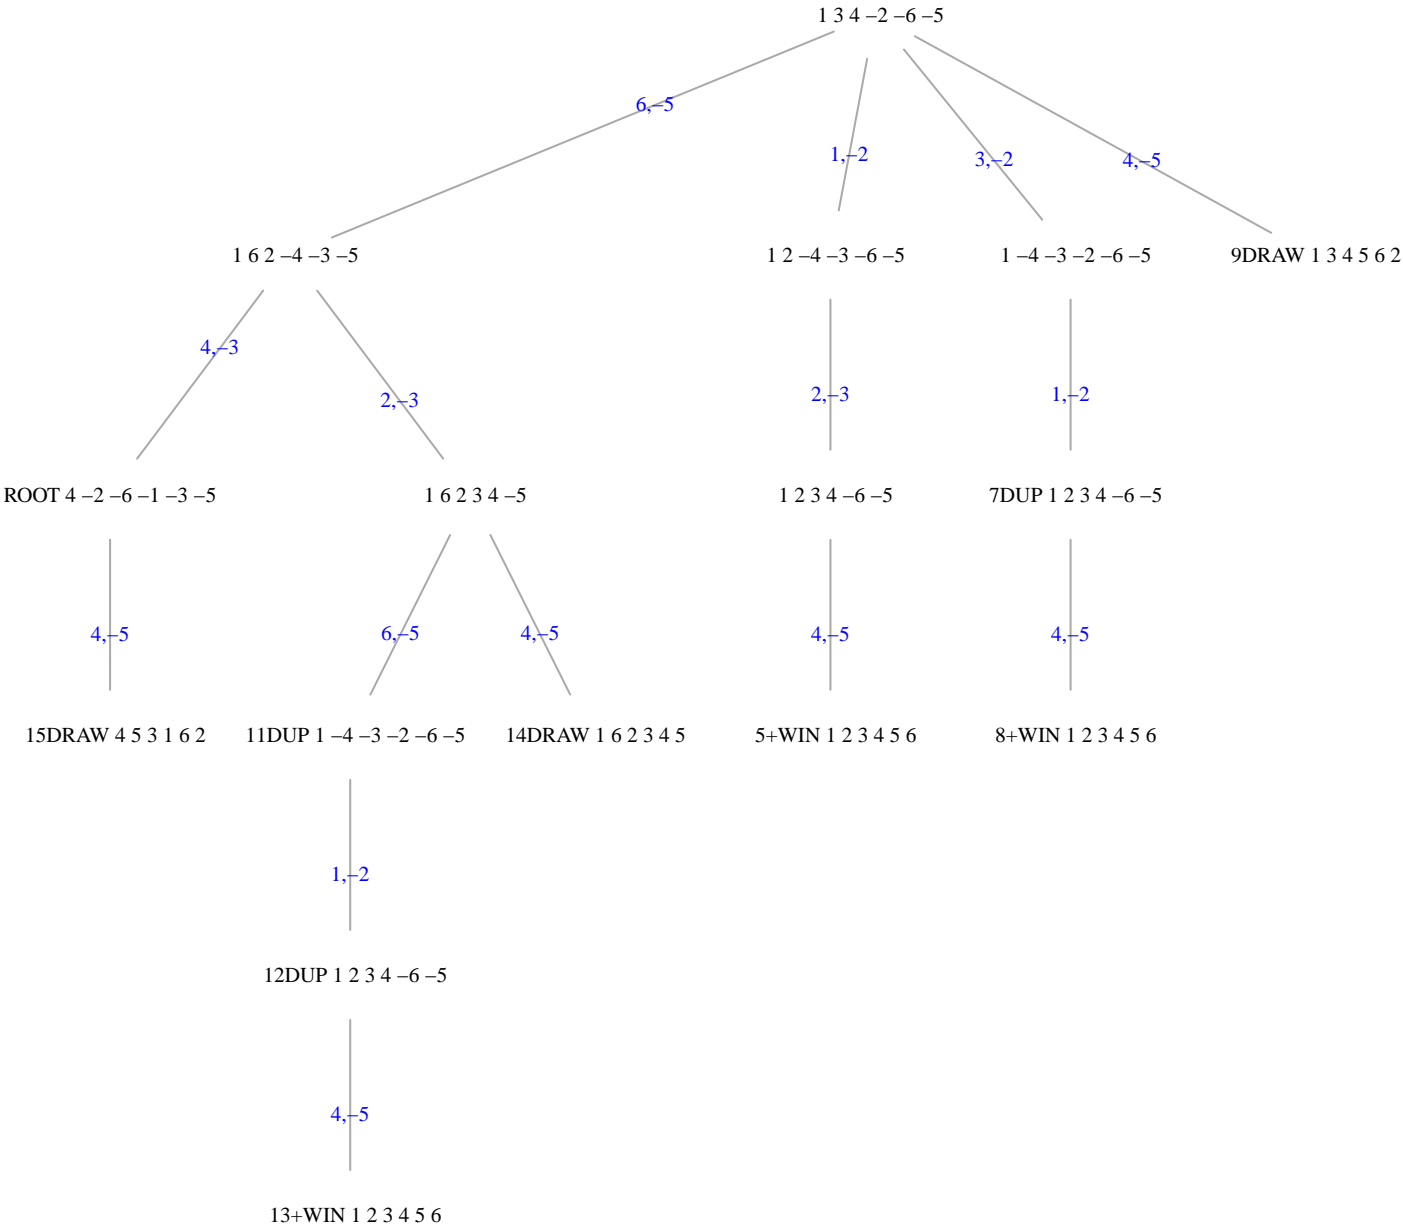 1 3 4 −2 −6 −5
6,−5
1,−2
3,−2
4,−5
1 6 2 −4 −3 −5
1 2 −4 −3 −6 −5
1 −4 −3 −2 −6 −5
9DRAW 1 3 4 5 6 2
4,−3
2,−3
2,−3
1,−2
ROOT 4 −2 −6 −1 −3 −5
1 6 2 3 4 −5
1 2 3 4 −6 −5
7DUP 1 2 3 4 −6 −5
4,−5
6,−5
4,−5
4,−5
4,−5
15DRAW 4 5 3 1 6 2
11DUP 1 −4 −3 −2 −6 −5
14DRAW 1 6 2 3 4 5
5+WIN 1 2 3 4 5 6
8+WIN 1 2 3 4 5 6
1,−2
12DUP 1 2 3 4 −6 −5
4,−5
13+WIN 1 2 3 4 5 6